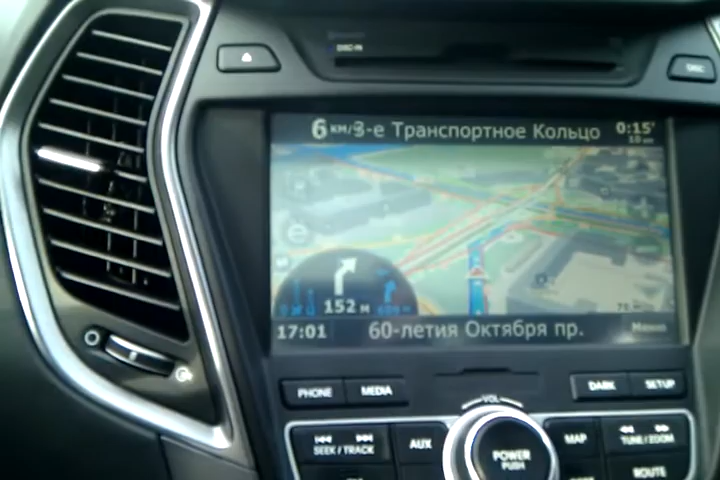 DISC-IN
DISC
6 км/з 3-е Транспортное Кольцо 0:15'
152 м
17:01 60-летия Октября пр. Меню
PHONE MEDIA DARK SETUP
VOL
SEEK / TRACK AUX POWER PUSH MAP TUNE / ZOOM
ROUTE